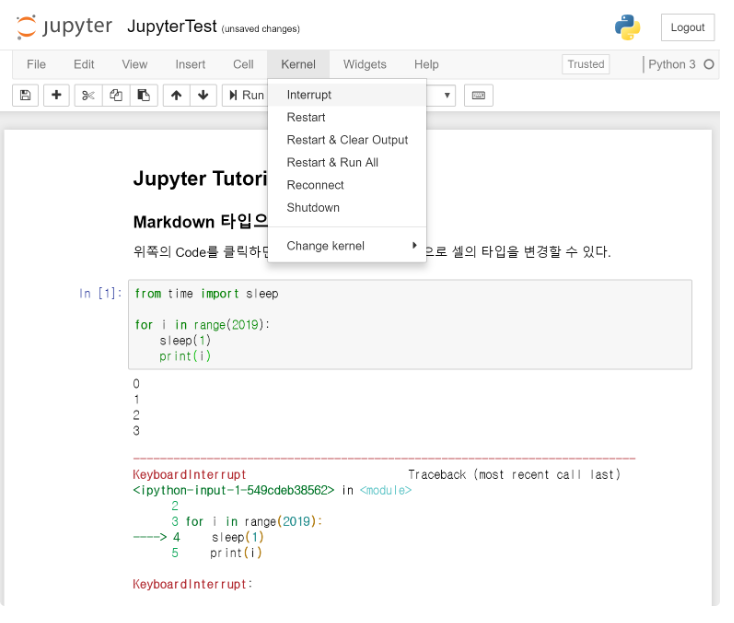 jupyter JupyterTest (unsaved changes) Logout
File Edit View Insert Cell Kernel Widgets Help Trusted Python 3
Run
Interrupt
Restart
Restart & Clear Output
Restart & Run All
Reconnect
Shutdown
Change kernel
Jupyter Tutori
Markdown 타입으
위쪽의 Code를 클릭하면 으로 셀의 타입을 변경할 수 있다.
In [1]: from time import sleep
for i in range(2019):
    sleep(1)
    print(i)
0
1
2
3
---------------------------------------------------------------------------
KeyboardInterrupt Traceback (most recent call last)
<ipython-input-1-549cdeb38562> in <module>
2
3 for i in range(2019):
----> 4     sleep(1)
5     print(i)
KeyboardInterrupt: